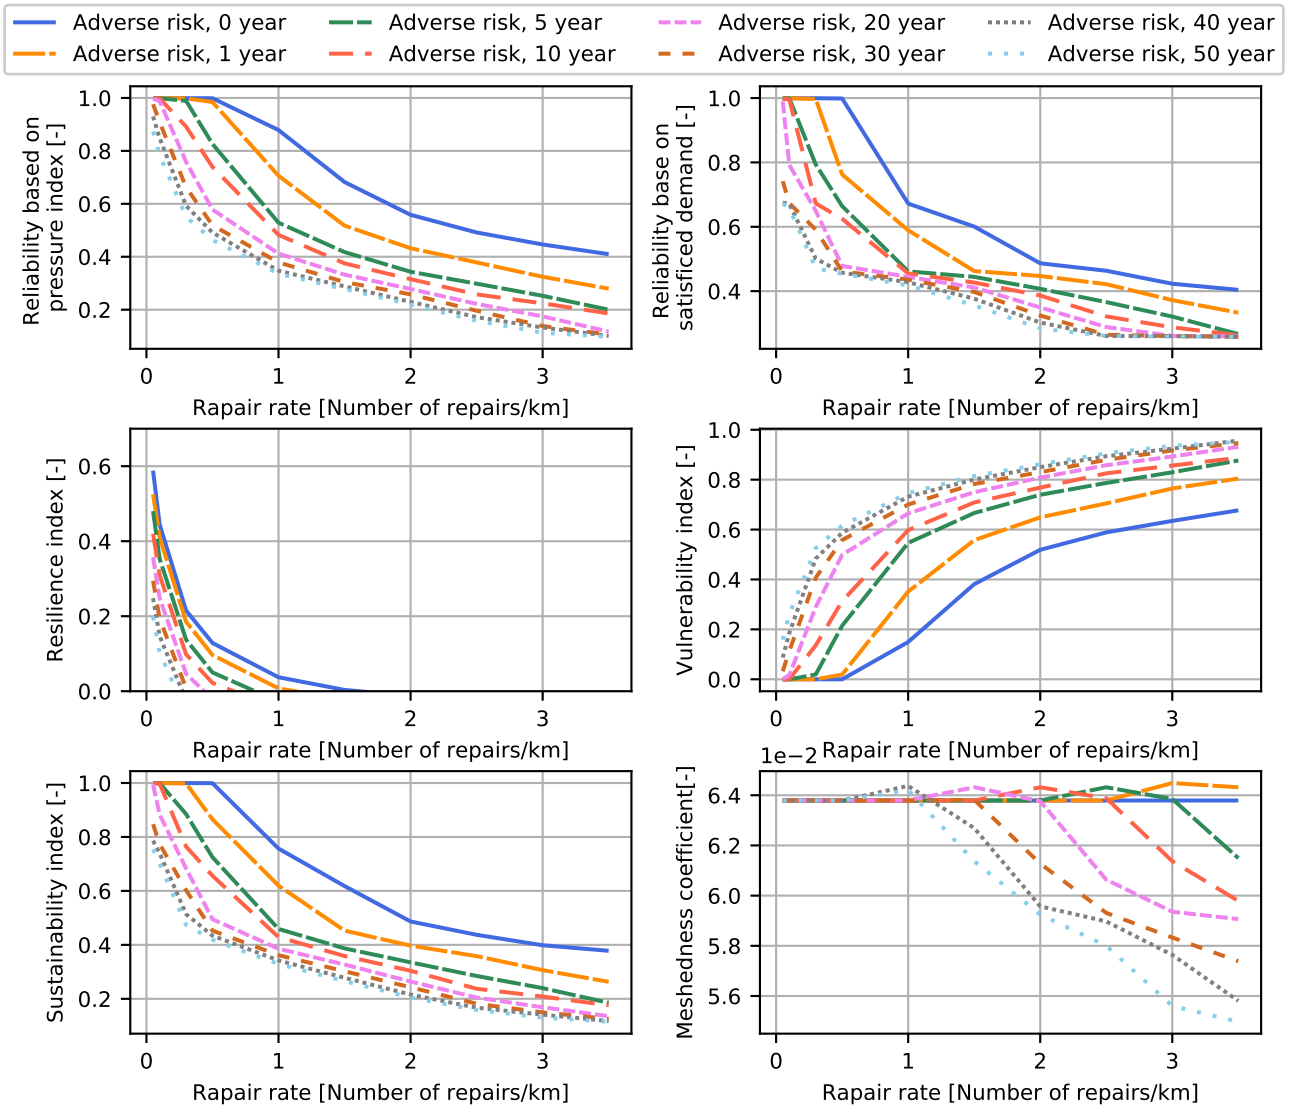 Adverse risk, 0 year
Adverse risk, 5 year
Adverse risk, 20 year
Adverse risk, 40 year
Adverse risk, 1 year
Adverse risk, 10 year
Adverse risk, 30 year
Adverse risk, 50 year
Reliability based on
pressure index [-]
1.0
0.8
0.6
0.4
0.2
0
1
2
3
Rapair rate [Number of repairs/km]
Reliability base on
satisficed demand [-]
1.0
0.8
0.6
0.4
0
1
2
3
Rapair rate [Number of repairs/km]
Resilience index [-]
0.6
0.4
0.2
0.0
0
1
2
3
Rapair rate [Number of repairs/km]
Vulnerability index [-]
1.0
0.8
0.6
0.4
0.2
0.0
0
1
2
3
Rapair rate [Number of repairs/km]
Sustainability index [-]
1.0
0.8
0.6
0.4
0.2
0
1
2
3
Rapair rate [Number of repairs/km]
1e−2
Meshedness coefficient[-]
6.4
6.2
6.0
5.8
5.6
0
1
2
3
Rapair rate [Number of repairs/km]